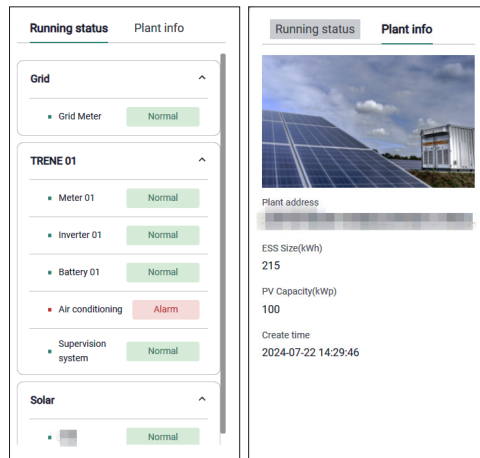 Running status Plant info
Grid
Grid Meter Normal
TRENE 01
Meter 01 Normal
Inverter 01 Normal
Battery 01 Normal
Air conditioning Alarm
Supervision
system Normal
Solar
Normal
Running status Plant info
Plant address
ESS Size(kWh)
215
PV Capacity(kWp)
100
Create time
2024-07-22 14:29:46